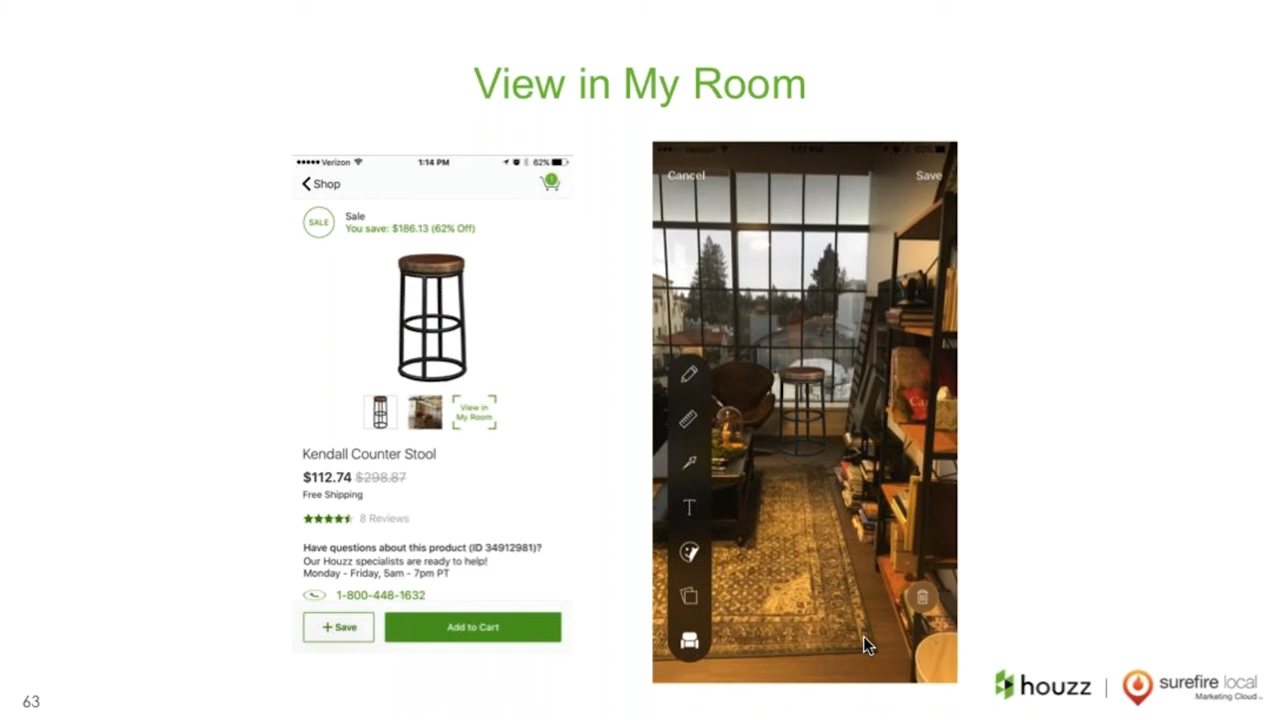 View in My Room
Verizon 1:14 PM 62%
Shop
1
SALE
Sale
You save: $186.13 (62% Off)
View in
My Room
Kendall Counter Stool
$112.74 $298.87
Free Shipping
8 Reviews
Have questions about this product (ID 34912981)?
Our Houzz specialists are ready to help!
Monday - Friday, 5am - 7pm PT
1-800-448-1632
+ Save
Add to Cart
Cancel
Save
T
houzz
surefire local
Marketing Cloud
63